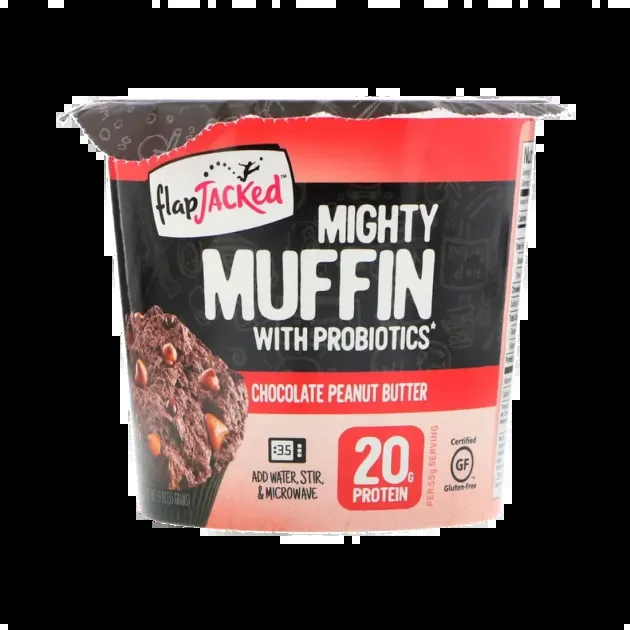 flapJACKed™
MIGHTY
MUFFIN
WITH PROBIOTICS
CHOCOLATE PEANUT BUTTER
:35
ADD WATER, STIR,
& MICROWAVE
20G
PROTEIN
PER 55g SERVING
Certified
GF
Gluten-Free